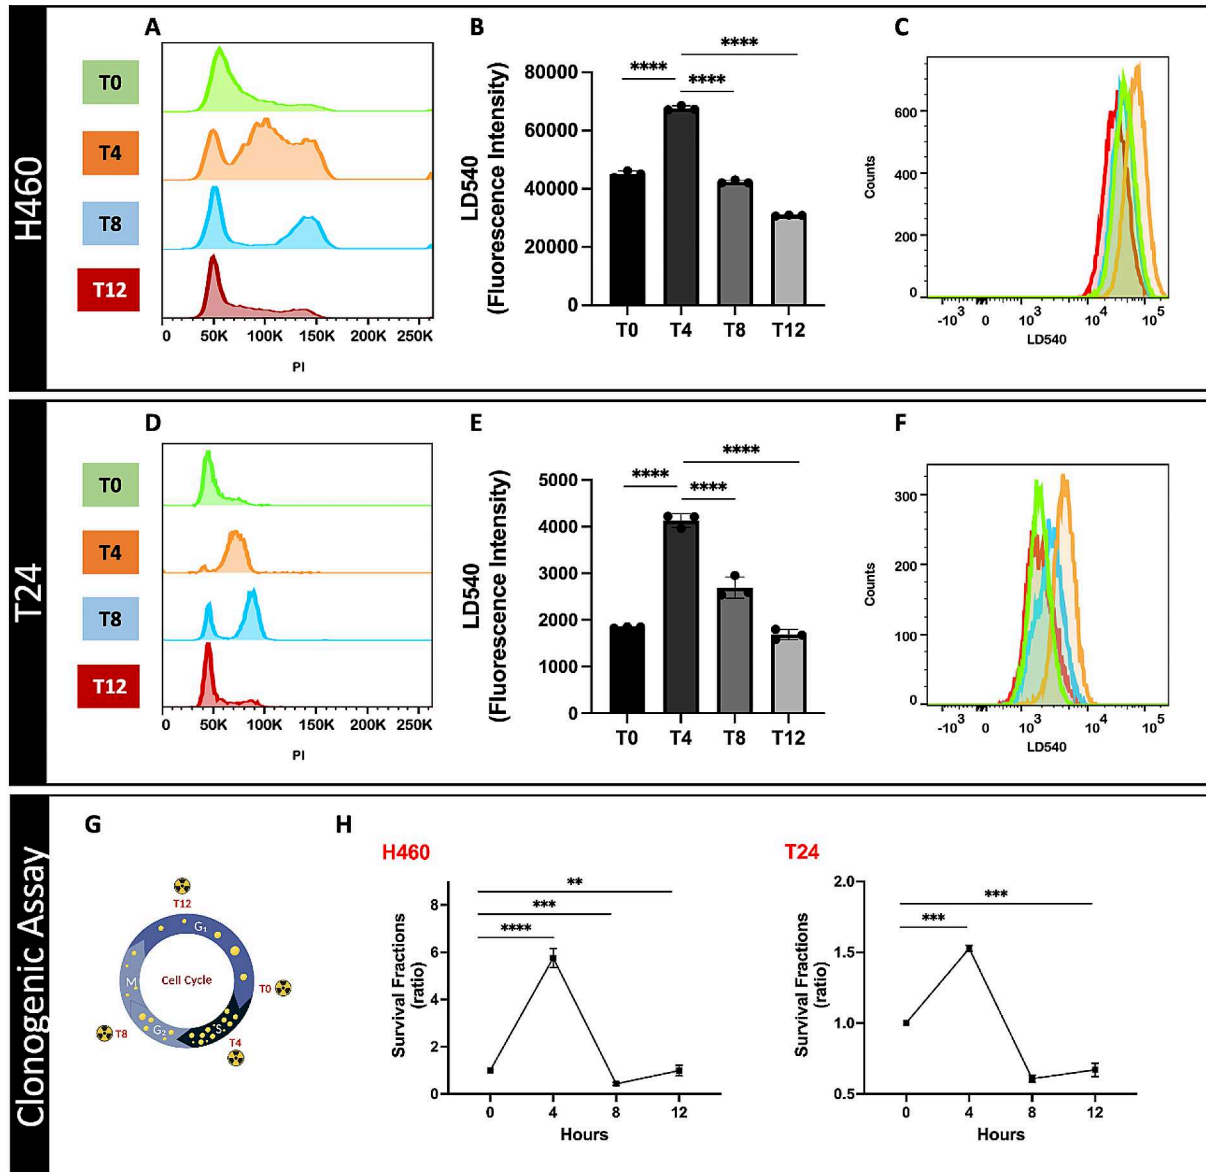 H460
A
T0
T4
T8
T12
0 50K 100K 150K 200K 250K
PI
B
LD540
(Fluorescence Intensity)
80000
60000
40000
20000
0
**** **** ****
T0 T4 T8 T12
C
Counts
600
400
200
0
-10³ 0 10³ 10⁴ 10⁵
LD540
T24
D
T0
T4
T8
T12
0 50K 100K 150K 200K 250K
PI
E
LD540
(Fluorescence Intensity)
5000
4000
3000
2000
1000
0
**** **** ****
T0 T4 T8 T12
F
Counts
300
200
100
0
-10³ 0 10³ 10⁴ 10⁵
LD540
Clonogenic Assay
G
T12
G₁
M
Cell Cycle
T0
T8
G₂
S
T4
H
H460
Survival Fractions
(ratio)
8
6
4
2
0
**
***
****
0 4 8 12
Hours
T24
Survival Fractions
(ratio)
2.0
1.5
1.0
0.5
***
***
0 4 8 12
Hours